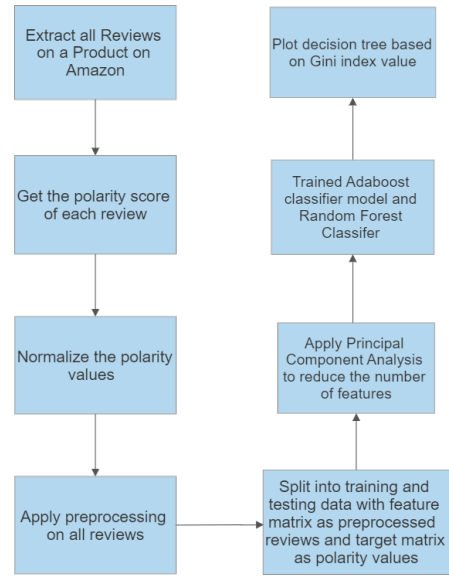 Extract all Reviews
on a Product on
Amazon
Get the polarity score
of each review
Normalize the polarity
values
Apply preprocessing
on all reviews
Split into training and
testing data with feature
matrix as preprocessed
reviews and target matrix
as polarity values
Apply Principal
Component Analysis
to reduce the number
of features
Trained Adaboost
classifier model and
Random Forest
Classifer
Plot decision tree based
on Gini index value